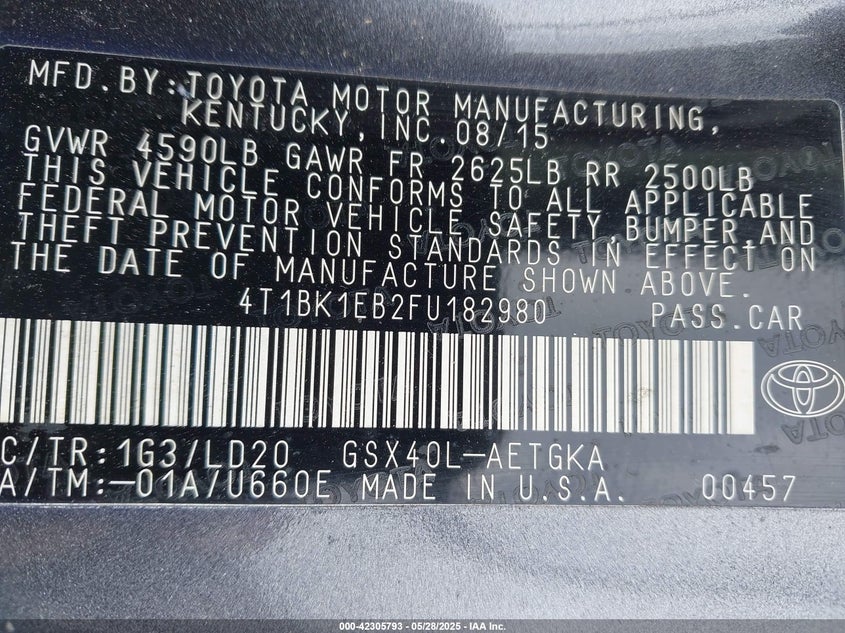 MFD. BY: TOYOTA MOTOR MANUFACTURING,
KENTUCKY, INC. 08/15
GVWR 4590LB GAWR FR 2625LB RR 2500LB
THIS VEHICLE CONFORMS TO ALL APPLICABLE
FEDERAL MOTOR VEHICLE SAFETY, BUMPER, AND
THEFT PREVENTION STANDARDS IN EFFECT ON
THE DATE OF MANUFACTURE SHOWN ABOVE.
4T1BK1EB2FU182980 PASS. CAR
C/TR: 1G3/LD20 GSX40L-AETGKA
A/TM:-01A/U660E MADE IN U.S.A. 00457
000-42305793 - 05/28/2025 - IAA Inc.